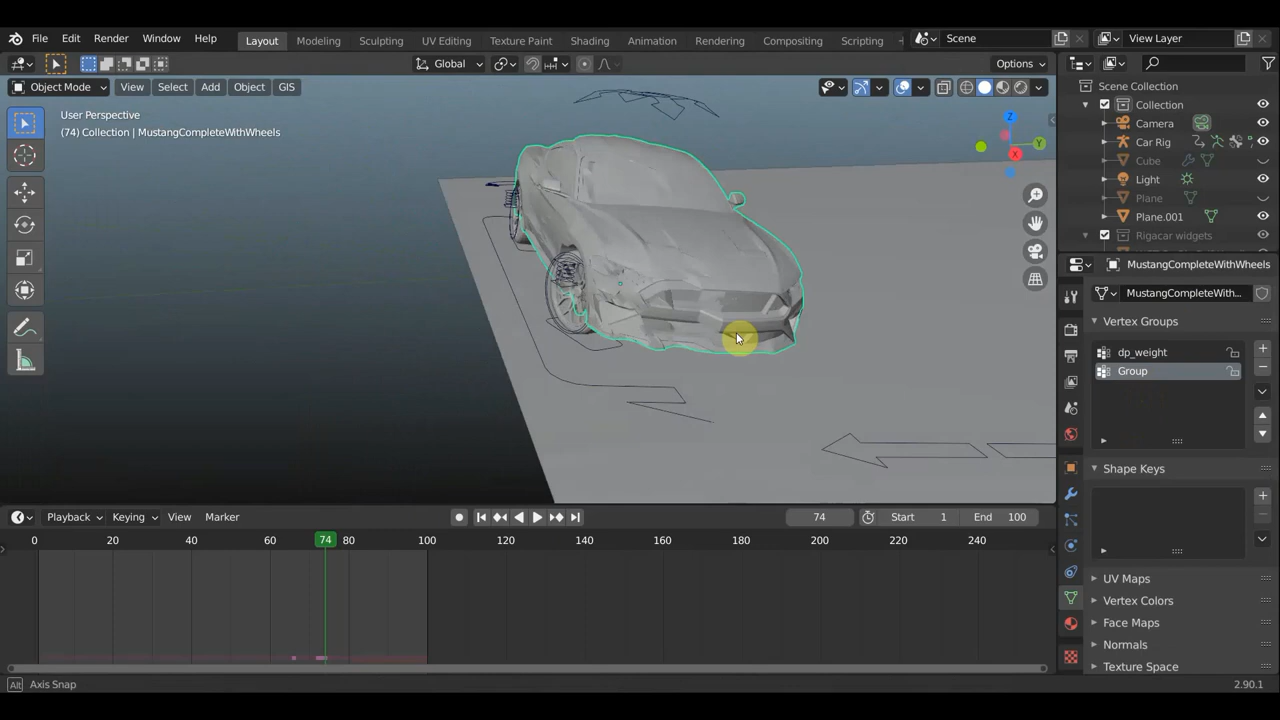 File Edit Render Window Help Layout Modeling Sculpting UV Editing Texture Paint Shading Animation Rendering Compositing Scripting + Scene View Layer
Global Options
Object Mode View Select Add Object GIS
User Perspective
(74) Collection | MustangCompleteWithWheels
Z
Y
X
Scene Collection
Collection
Camera
Car Rig
Cube
Light
Plane
Plane.001
Rigacar widgets
MustangCompleteWithWheels
MustangCompleteWith...
Vertex Groups
dp_weight
Group
Shape Keys
UV Maps
Vertex Colors
Face Maps
Normals
Texture Space
Playback Keying View Marker 74 Start 1 End 100
0 20 40 60 74 80 100 120 140 160 180 200 220 240
Alt Axis Snap 2.90.1